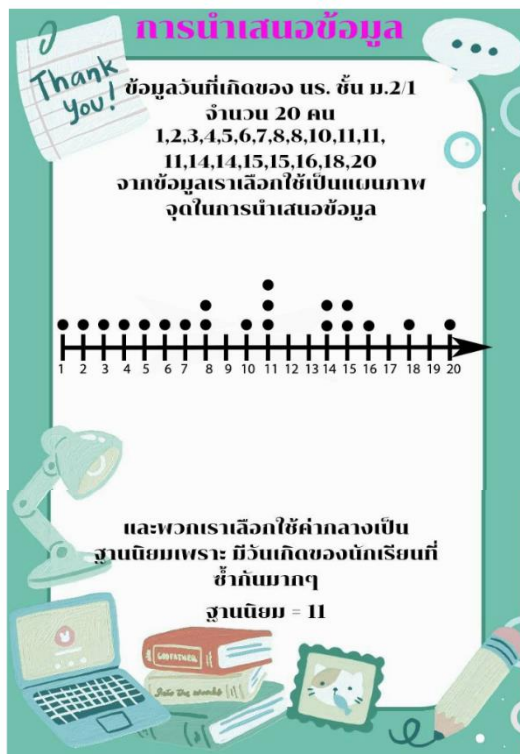 การนำเสนอข้อมูล
Thank
You!
ข้อมูลวันที่เกิดของ นร. ชั้น ม.2/1
จำนวน 20 คน
1,2,3,4,5,6,7,8,8,10,11,11,
11,14,14,15,15,16,18,20
จากข้อมูลเราเลือกใช้เป็นแผนภาพ
จุดในการนำเสนอข้อมูล
1 2 3 4 5 6 7 8 9 10 11 12 13 14 15 16 17 18 19 20
และพวกเราเลือกใช้ค่ากลางเป็น
ฐานนิยมเพราะ มีวันเกิดของนักเรียนที่
ซ้ำกันมากๆ
ฐานนิยม = 11